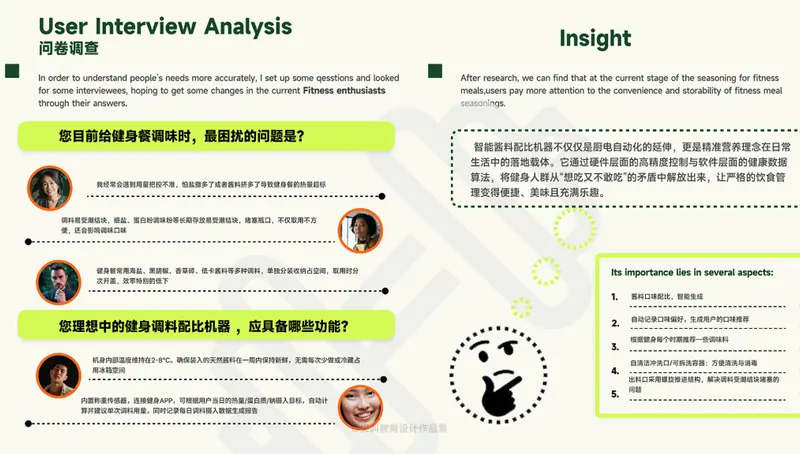 User Interview Analysis
问卷调查
In order to understand people's needs more accurately, I set up some qesstions and looked
for some interviewees, hoping to get some changes in the current Fitness enthusiasts
through their answers.
您目前给健身餐调味时，最困扰的问题是？
我经常会遇到用量把控不准、怕盐撒多了或者酱料挤多了导致健身餐的热量超标
调料易受潮结块，细盐、蛋白粉调味粉等长期存放易受潮结块，堵塞瓶口，不仅取用不方
便，还会影响调味口味
健身餐常用海盐、黑胡椒、香草碎、低卡酱料等多种调料，单独分装收纳占空间，取用时分
次开盖，效率特别的低下
您理想中的健身调料配比机器 ，应具备哪些功能？
机身内部温度维持在2-8℃，确保装入的天然酱料在一周内保持新鲜，无需每次少做或冷藏占
用冰箱空间
内置称重传感器，连接健身APP，可根据用户当日的热量/蛋白质/钠摄入目标，自动计
算并建议单次调料用量，同时记录每日调料摄入数据生成报告
Insight
After research, we can find that at the current stage of the seasoning for fitness
meals,users pay more attention to the convenience and storability of fitness meal
seasonings.
智能酱料配比机器不仅仅是厨电自动化的延伸，更是精准营养理念在日常
生活中的落地载体。它通过硬件层面的高精度控制与软件层面的健康数据
算法，将健身人群从“想吃又不敢吃”的矛盾中解放出来，让严格的饮食管
理变得便捷、美味且充满乐趣。
Its importance lies in several aspects:
1. 酱料口味配比，智能生成
2. 自动记录口味偏好，生成用户的口味推荐
3. 根据健身每个时期推荐一些调味料
4. 自清洁冲洗口/可拆洗容器：方便清洗与消毒
5. 出料口采用螺旋推进结构，解决调料受潮结块堵塞的
问题
教育设计作品集